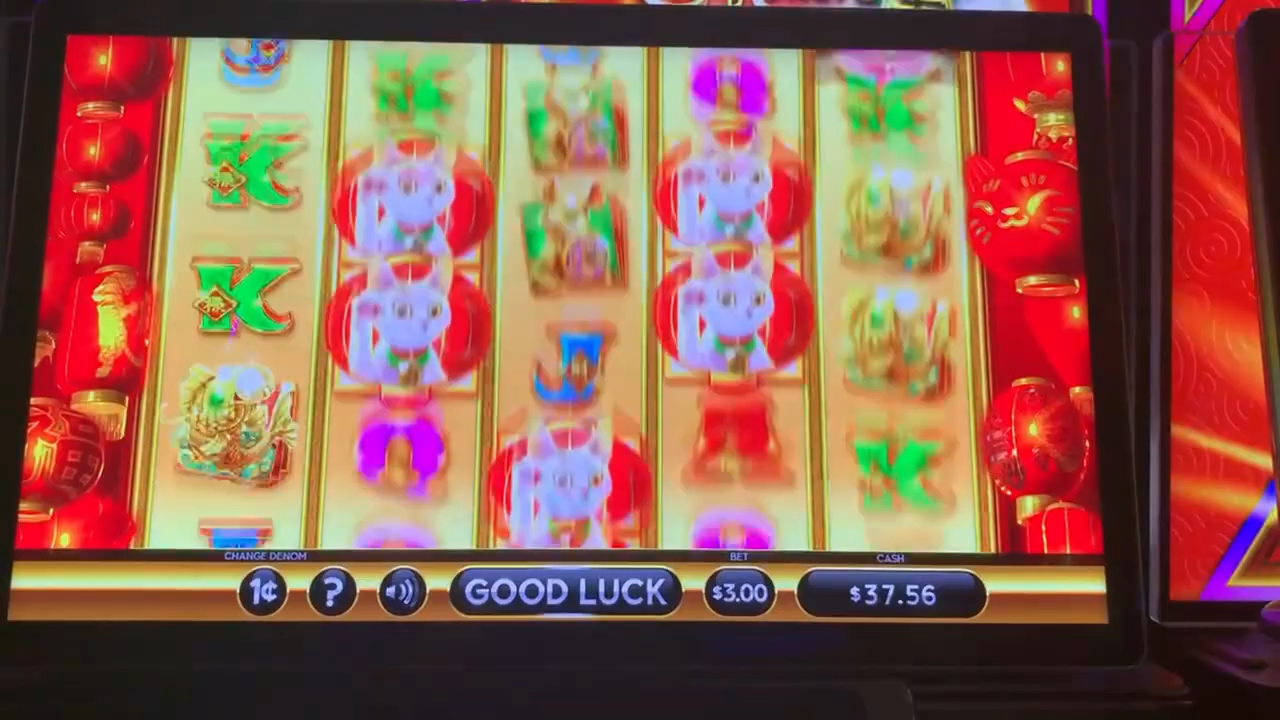 K
K
K
K
J
K
CHANGE DENOM
BET
CASH
1¢
?
GOOD LUCK
$3.00
$37.56